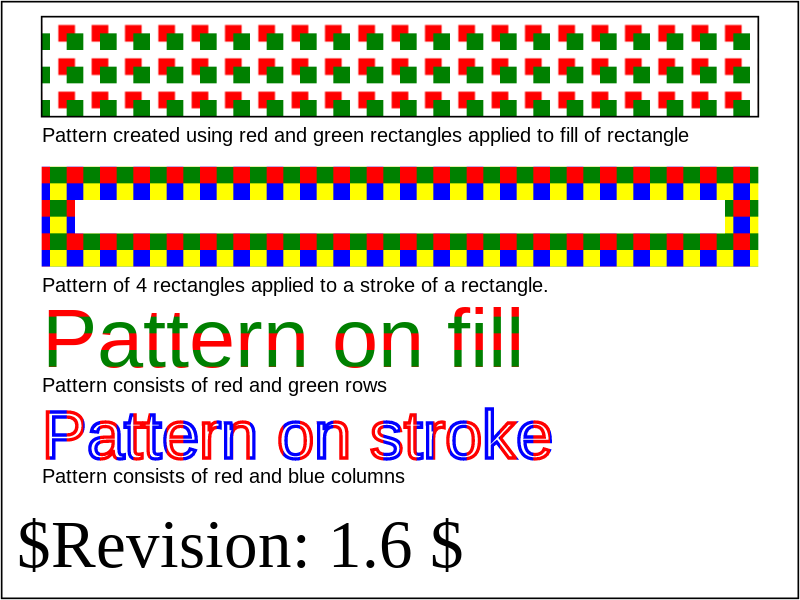 Pattern created using red and green rectangles applied to fill of rectangle
Pattern of 4 rectangles applied to a stroke of a rectangle.
Pattern on fill
Pattern consists of red and green rows
Pattern on stroke
Pattern consists of red and blue columns
$Revision: 1.6 $